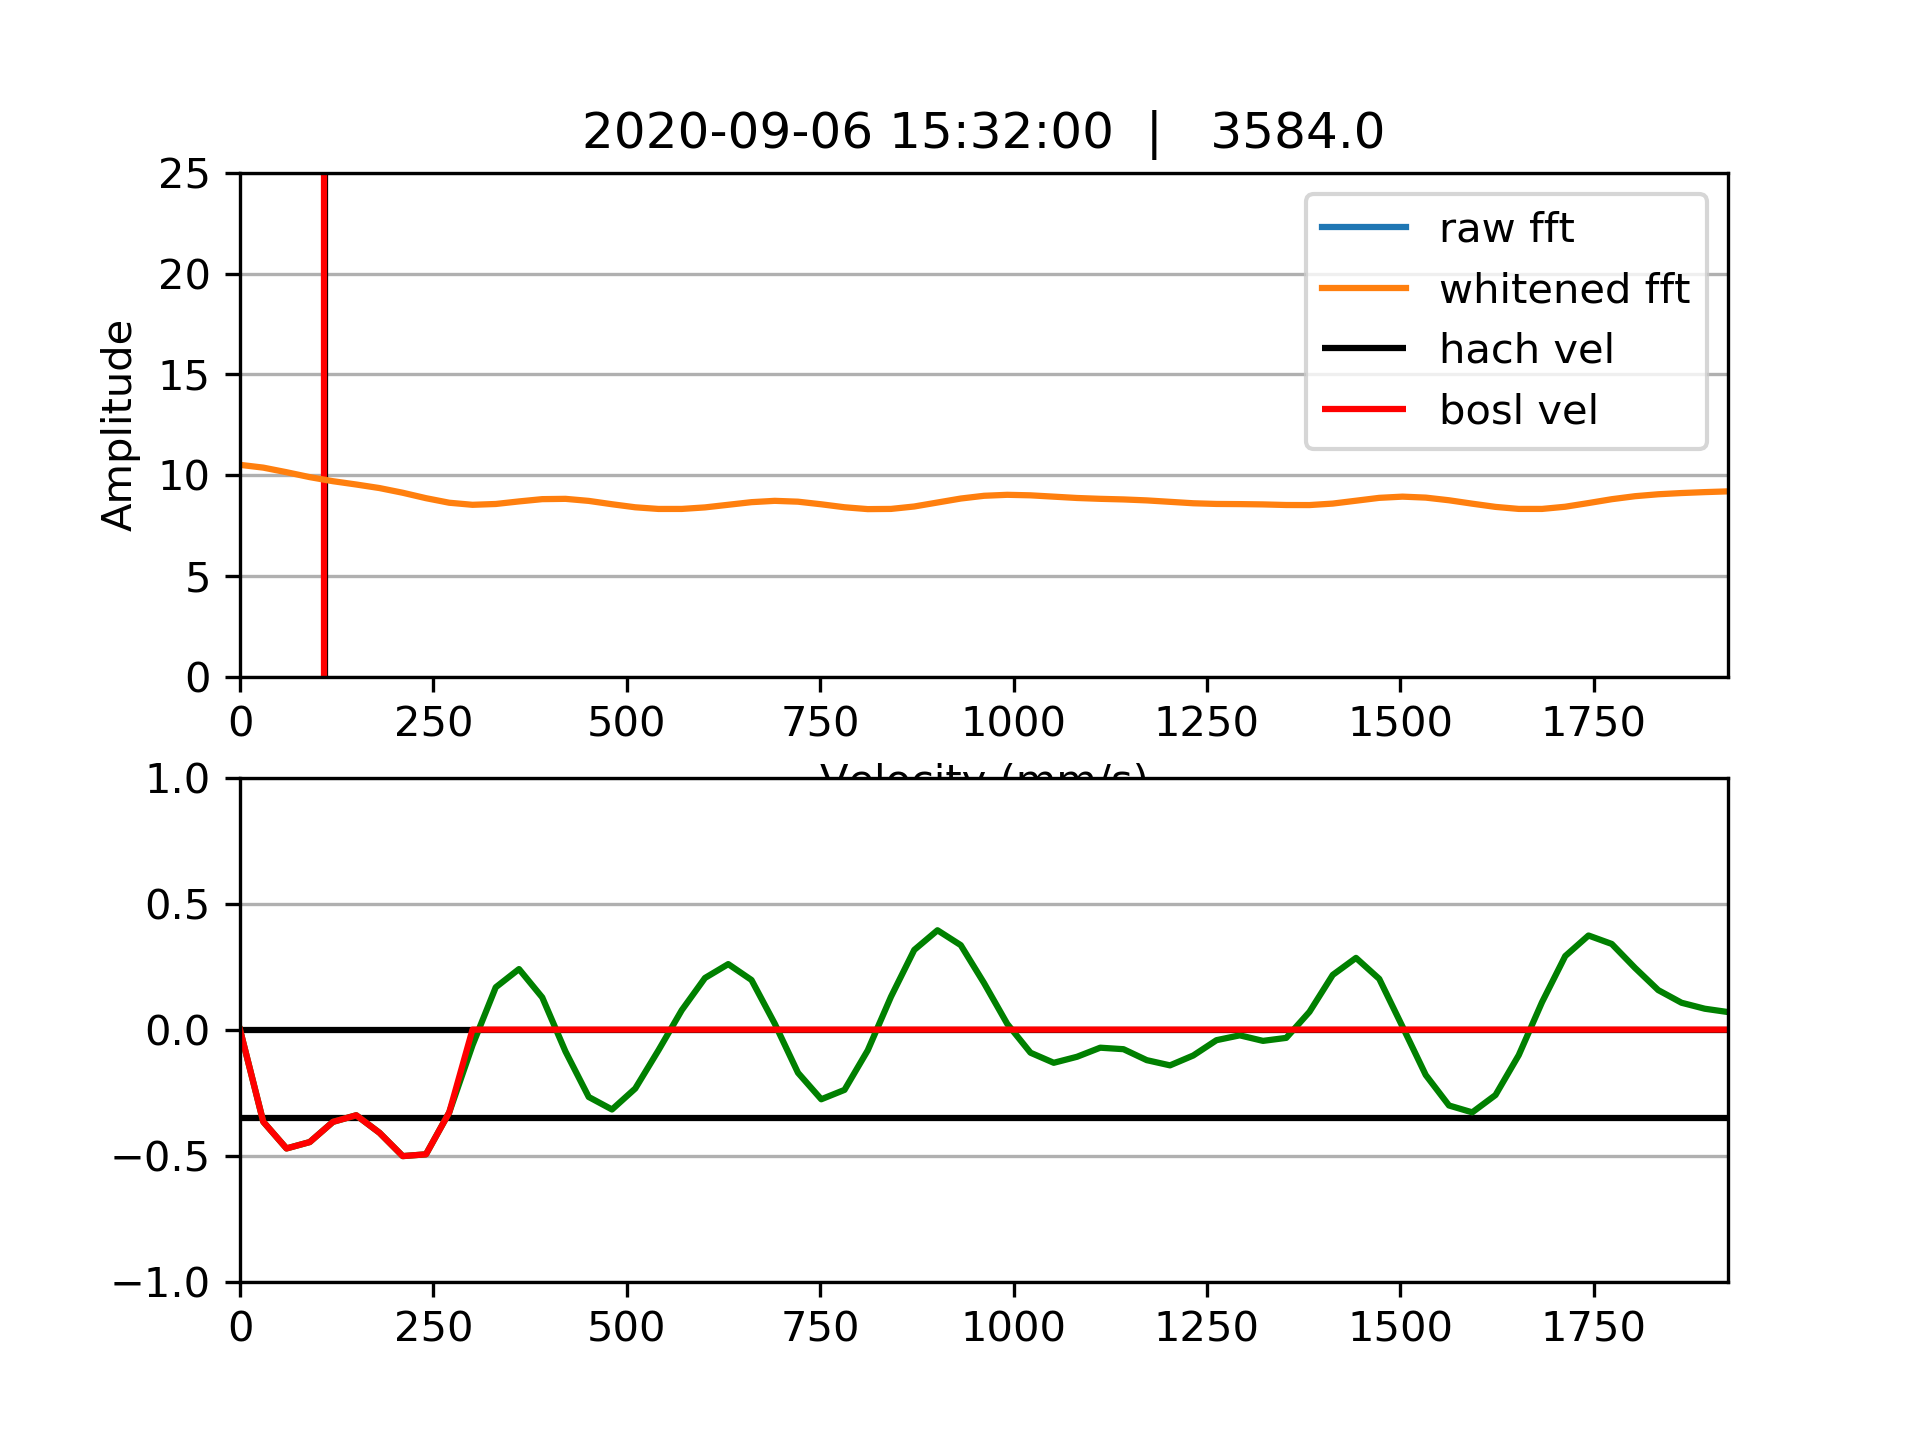 2020-09-06 15:32:00 | 3584.0
25
20
15
10
5
0
Amplitude
raw fft
whitened fft
hach vel
bosl vel
0 250 500 750 1000 1250 1500 1750
Velocity (mm/s)
1.0
0.5
0.0
−0.5
−1.0
0 250 500 750 1000 1250 1500 1750